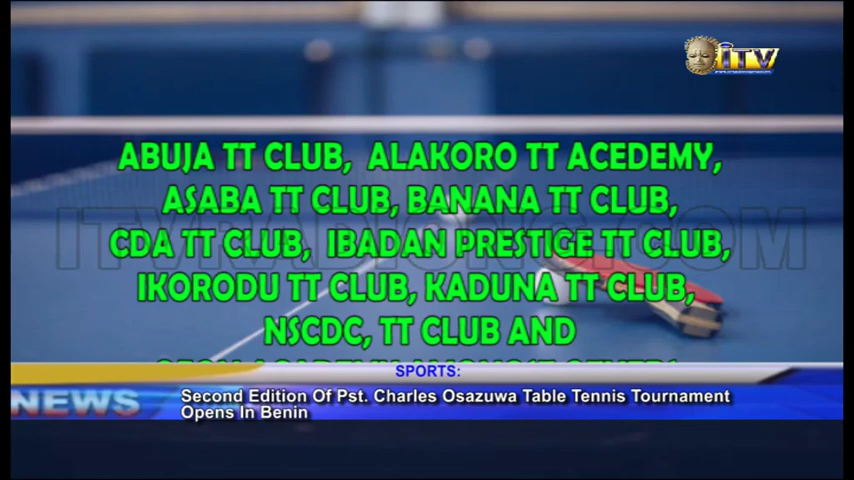 iTV
ABUJA TT CLUB, ALAKORO TT ACEDEMY,
ASABA TT CLUB, BANANA TT CLUB,
CDA TT CLUB, IBADAN PRESTIGE TT CLUB,
IKORODU TT CLUB, KADUNA TT CLUB,
NSCDC, TT CLUB AND
SPORTS:
NEWS
Second Edition Of Pst. Charles Osazuwa Table Tennis Tournament
Opens In Benin